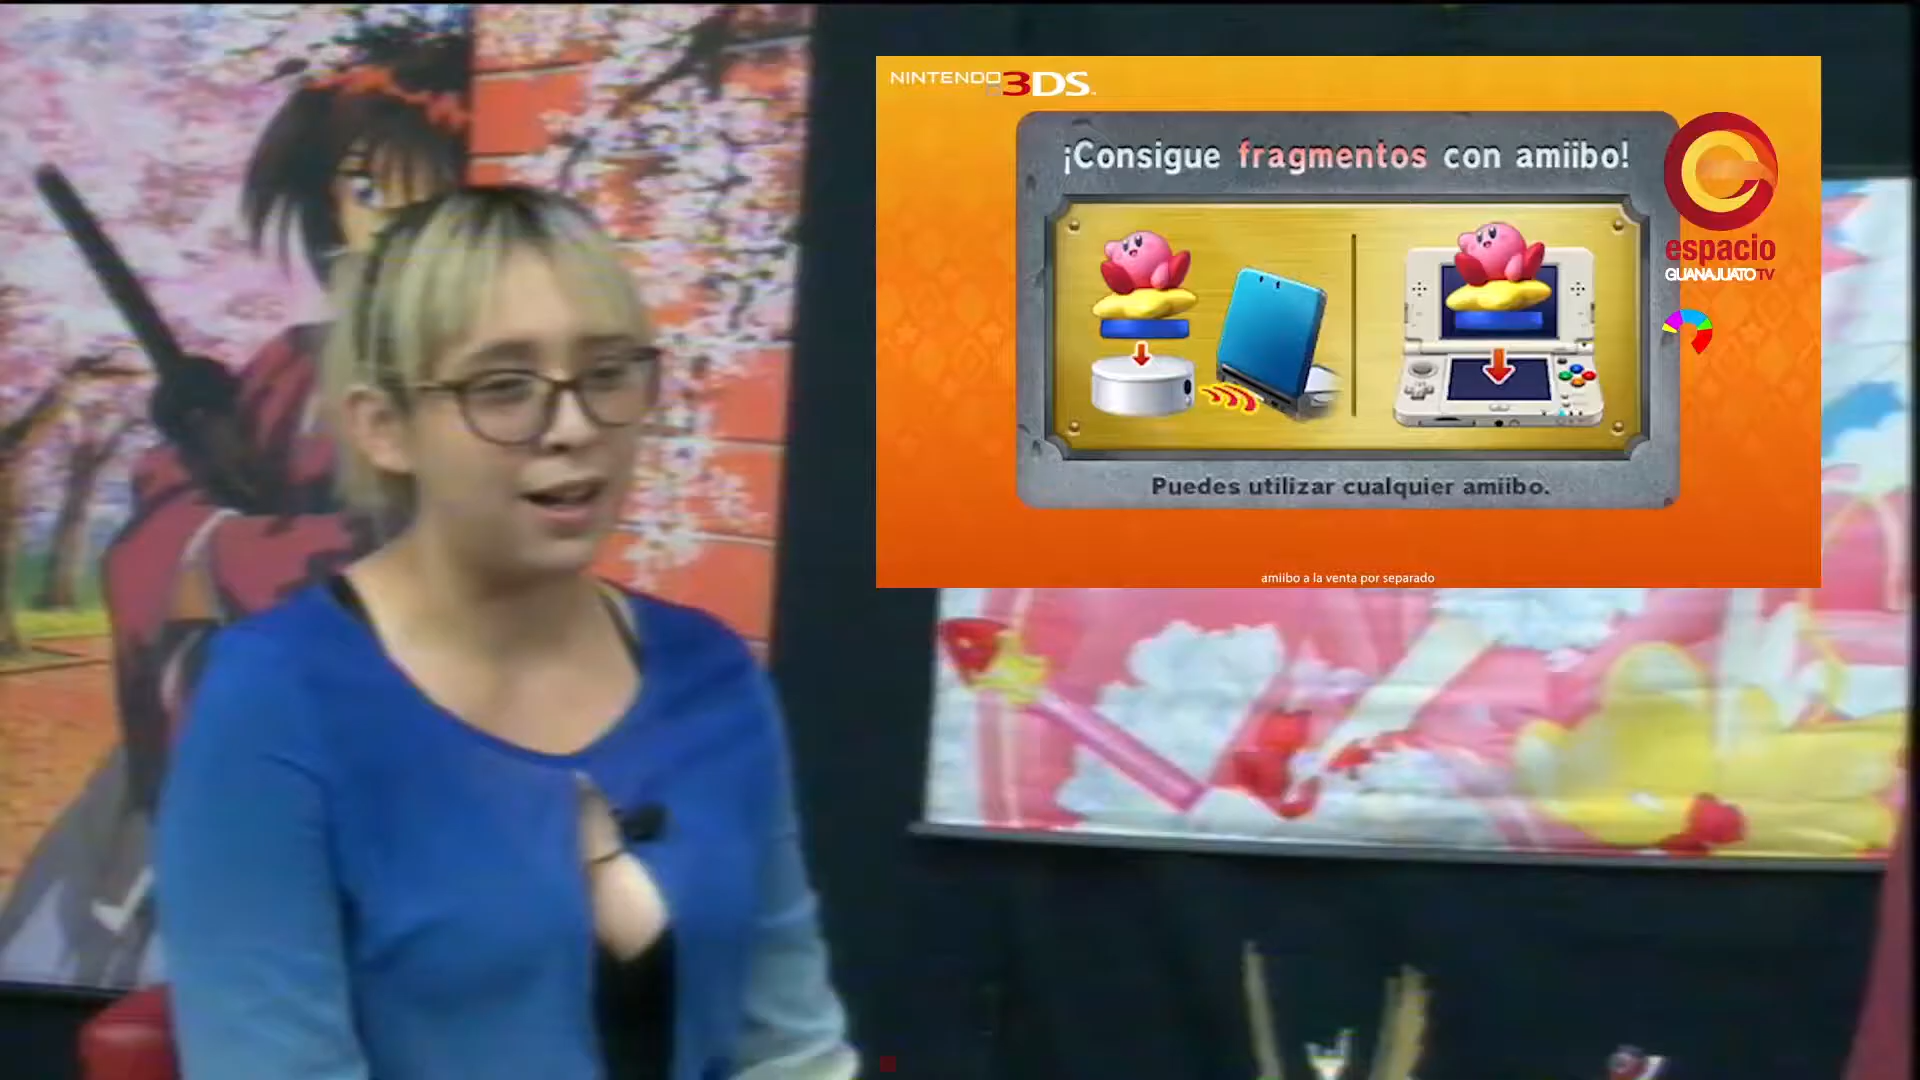 NINTENDO 3DS
¡Consigue fragmentos con amiibo!
espacio
GUANAJUATO TV
Puedes utilizar cualquier amiibo.
amiibo a la venta por separado